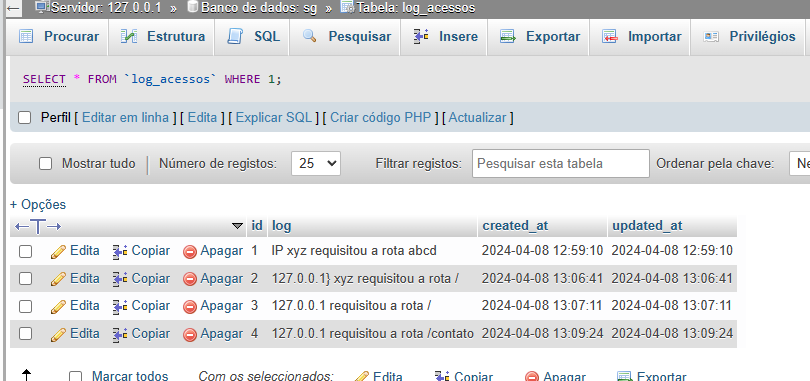 Servidor: 127.0.0.1 » Banco de dados: sg » Tabela: log_acessos
Procurar Estrutura SQL Pesquisar Insere Exportar Importar Privilégios
SELECT * FROM `log_acessos` WHERE 1;
Perfil [ Editar em linha ] [ Edita ] [ Explicar SQL ] [ Criar código PHP ] [ Actualizar ]
Mostrar tudo Número de registos: 25 Filtrar registos: Pesquisar esta tabela Ordenar pela chave: Ne
+ Opções
←T→ id log created_at updated_at
Edita Copiar Apagar 1 IP xyz requisitou a rota abcd 2024-04-08 12:59:10 2024-04-08 12:59:10
Edita Copiar Apagar 2 127.0.0.1} xyz requisitou a rota / 2024-04-08 13:06:41 2024-04-08 13:06:41
Edita Copiar Apagar 3 127.0.0.1 requisitou a rota / 2024-04-08 13:07:11 2024-04-08 13:07:11
Edita Copiar Apagar 4 127.0.0.1 requisitou a rota /contato 2024-04-08 13:09:24 2024-04-08 13:09:24
Marcar todos Com os seleccionados: Edita Copiar Apagar Exportar